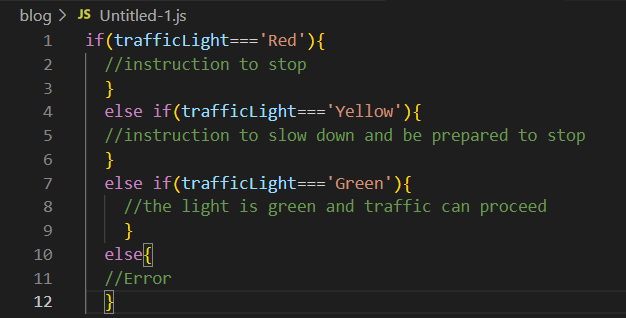 blog > JS Untitled-1.js
1 if(trafficLight==='Red'){
2 //instruction to stop
3 }
4 else if(trafficLight==='Yellow'){
5 //instruction to slow down and be prepared to stop
6 }
7 else if(trafficLight==='Green'){
8 //the light is green and traffic can proceed
9 }
10 else{
11 //Error
12 }